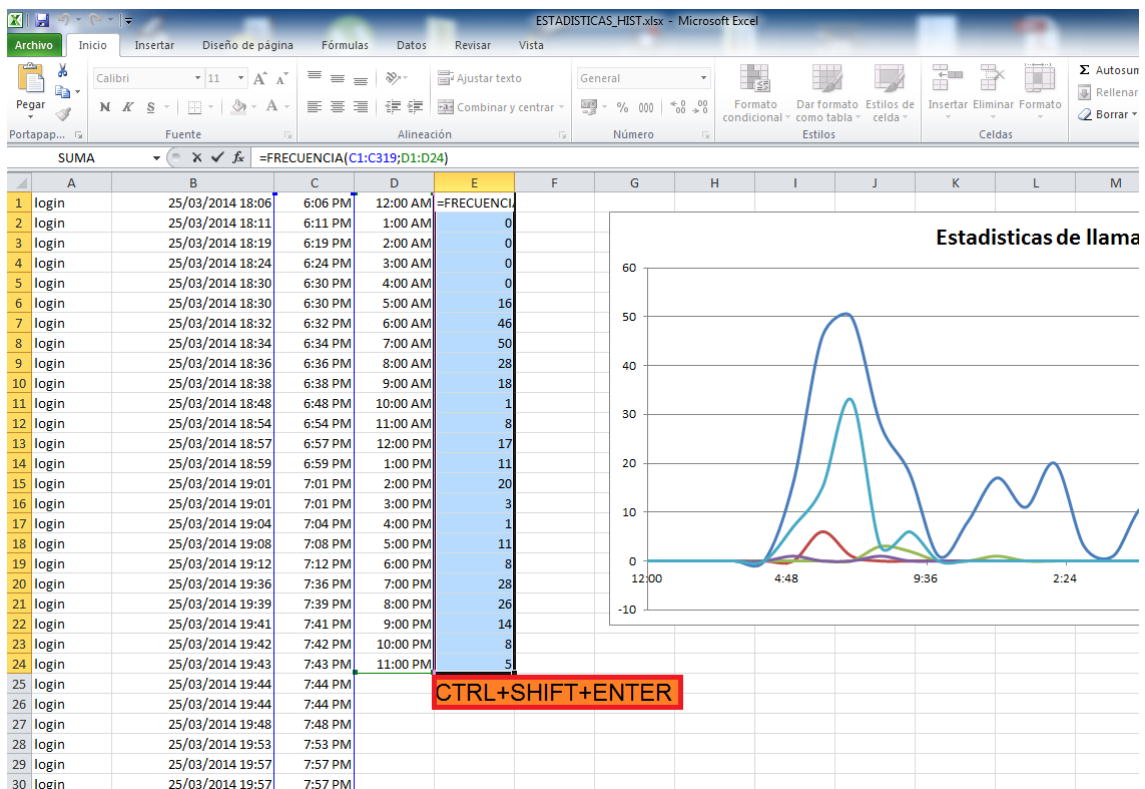 ESTADISTICAS_HIST.xlsx - Microsoft Excel
Archivo Inicio Insertar Diseño de página Fórmulas Datos Revisar Vista
Calibri 11 Ajustar texto General Σ Autosum
Pegar Rellenar
N K S Combinar y centrar % 000 Formato condicional Dar formato como tabla Estilos de celda Insertar Eliminar Formato Borrar
Portapap... Fuente Alineación Número Estilos Celdas
SUMA fx =FRECUENCIA(C1:C319;D1:D24)
A B C D E F G H I J K L M
1 login 25/03/2014 18:06 6:06 PM 12:00 AM =FRECUENCIA
2 login 25/03/2014 18:11 6:11 PM 1:00 AM 0
3 login 25/03/2014 18:19 6:19 PM 2:00 AM 0
4 login 25/03/2014 18:24 6:24 PM 3:00 AM 0
5 login 25/03/2014 18:30 6:30 PM 4:00 AM 0
6 login 25/03/2014 18:30 6:30 PM 5:00 AM 16
7 login 25/03/2014 18:32 6:32 PM 6:00 AM 46
8 login 25/03/2014 18:34 6:34 PM 7:00 AM 50
9 login 25/03/2014 18:36 6:36 PM 8:00 AM 28
10 login 25/03/2014 18:38 6:38 PM 9:00 AM 18
11 login 25/03/2014 18:48 6:48 PM 10:00 AM 1
12 login 25/03/2014 18:54 6:54 PM 11:00 AM 8
13 login 25/03/2014 18:57 6:57 PM 12:00 PM 17
14 login 25/03/2014 18:59 6:59 PM 1:00 PM 11
15 login 25/03/2014 19:01 7:01 PM 2:00 PM 20
16 login 25/03/2014 19:01 7:01 PM 3:00 PM 3
17 login 25/03/2014 19:04 7:04 PM 4:00 PM 1
18 login 25/03/2014 19:08 7:08 PM 5:00 PM 11
19 login 25/03/2014 19:12 7:12 PM 6:00 PM 8
20 login 25/03/2014 19:36 7:36 PM 7:00 PM 28
21 login 25/03/2014 19:39 7:39 PM 8:00 PM 26
22 login 25/03/2014 19:41 7:41 PM 9:00 PM 14
23 login 25/03/2014 19:42 7:42 PM 10:00 PM 8
24 login 25/03/2014 19:43 7:43 PM 11:00 PM 5
25 login 25/03/2014 19:44 7:44 PM
26 login 25/03/2014 19:44 7:44 PM
27 login 25/03/2014 19:48 7:48 PM
28 login 25/03/2014 19:53 7:53 PM
29 login 25/03/2014 19:57 7:57 PM
30 login 25/03/2014 19:57 7:57 PM
CTRL+SHIFT+ENTER
Estadisticas de llama
60
50
40
30
20
10
0
-10
12:00 4:48 9:36 2:24